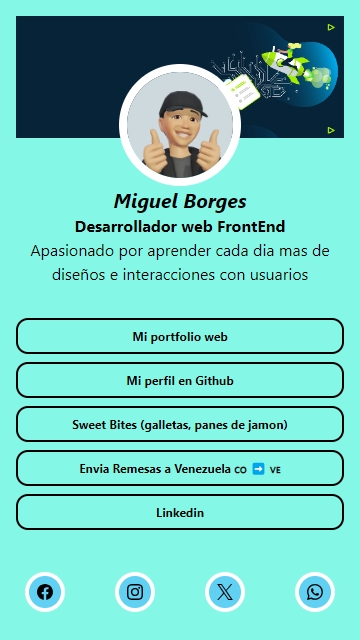 Miguel Borges
Desarrollador web FrontEnd
Apasionado por aprender cada dia mas de
diseños e interacciones con usuarios
Mi portfolio web
Mi perfil en Github
Sweet Bites (galletas, panes de jamon)
Envia Remesas a Venezuela CO ➡️ VE
Linkedin